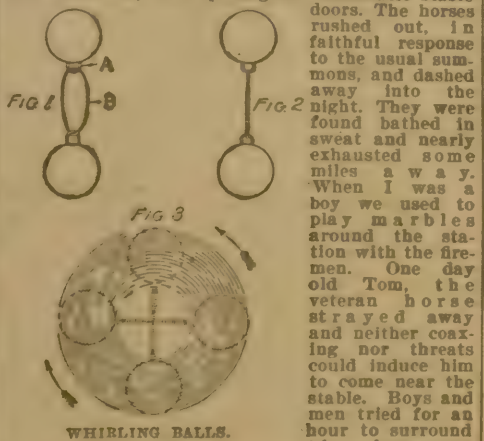 doors. The horses
rushed out, in
faithful response
to the usual sum-
mons, and dashed
away into the
night. They were
found bathed in
sweat and nearly
exhausted some
miles away.
When I was a
boy we used to
play marbles
around the sta-
tion with the fire-
men. One day
old Tom, the
veteran horse
strayed away
and neither coax-
ing nor threats
could induce him
to come near the
stable. Boys and
men tried for an
hour to surround
A
B
FIG 1
FIG 2
FIG 3
WHIRLING BALLS.